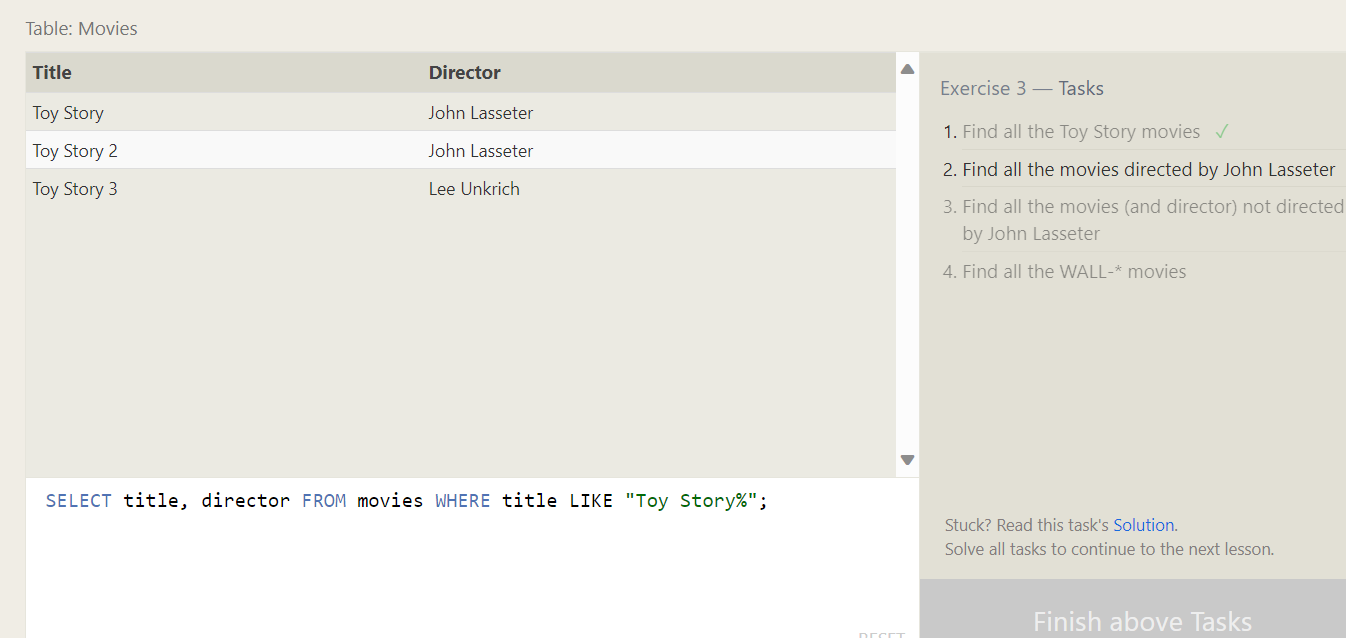 Table: Movies
Title Director
Toy Story John Lasseter
Toy Story 2 John Lasseter
Toy Story 3 Lee Unkrich
SELECT title, director FROM movies WHERE title LIKE "Toy Story%";
RESET
Exercise 3 — Tasks
1. Find all the Toy Story movies ✓
2. Find all the movies directed by John Lasseter
3. Find all the movies (and director) not directed
by John Lasseter
4. Find all the WALL-* movies
Stuck? Read this task's Solution.
Solve all tasks to continue to the next lesson.
Finish above Tasks